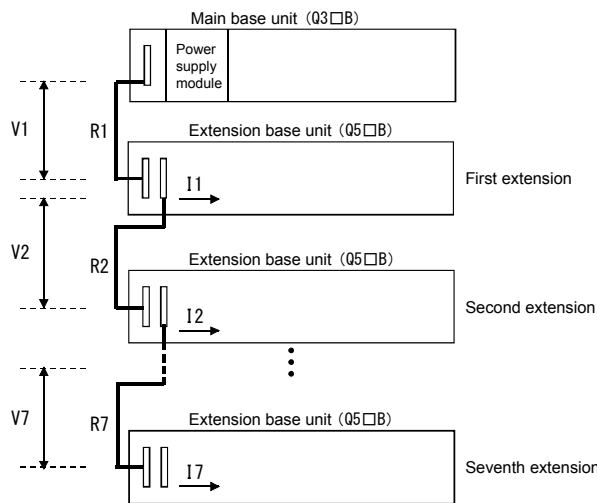 Main base unit (Q3□B)
Power
supply
module
V1
R1
Extension base unit (Q5□B)
I1
First extension
V2
R2
Extension base unit (Q5□B)
I2
Second extension
V7
R7
Extension base unit (Q5□B)
I7
Seventh extension